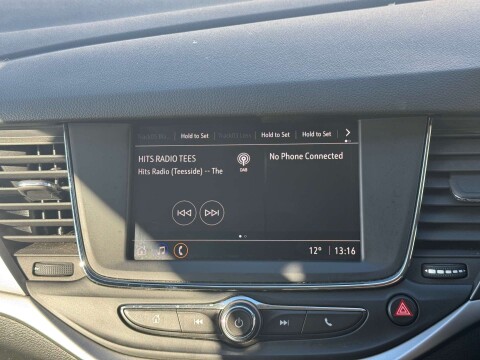 Hold to Set Hold to Set Hold to Set
HITS RADIO TEES
Hits Radio (Teesside) -- The
DAB
No Phone Connected
12° 13:16